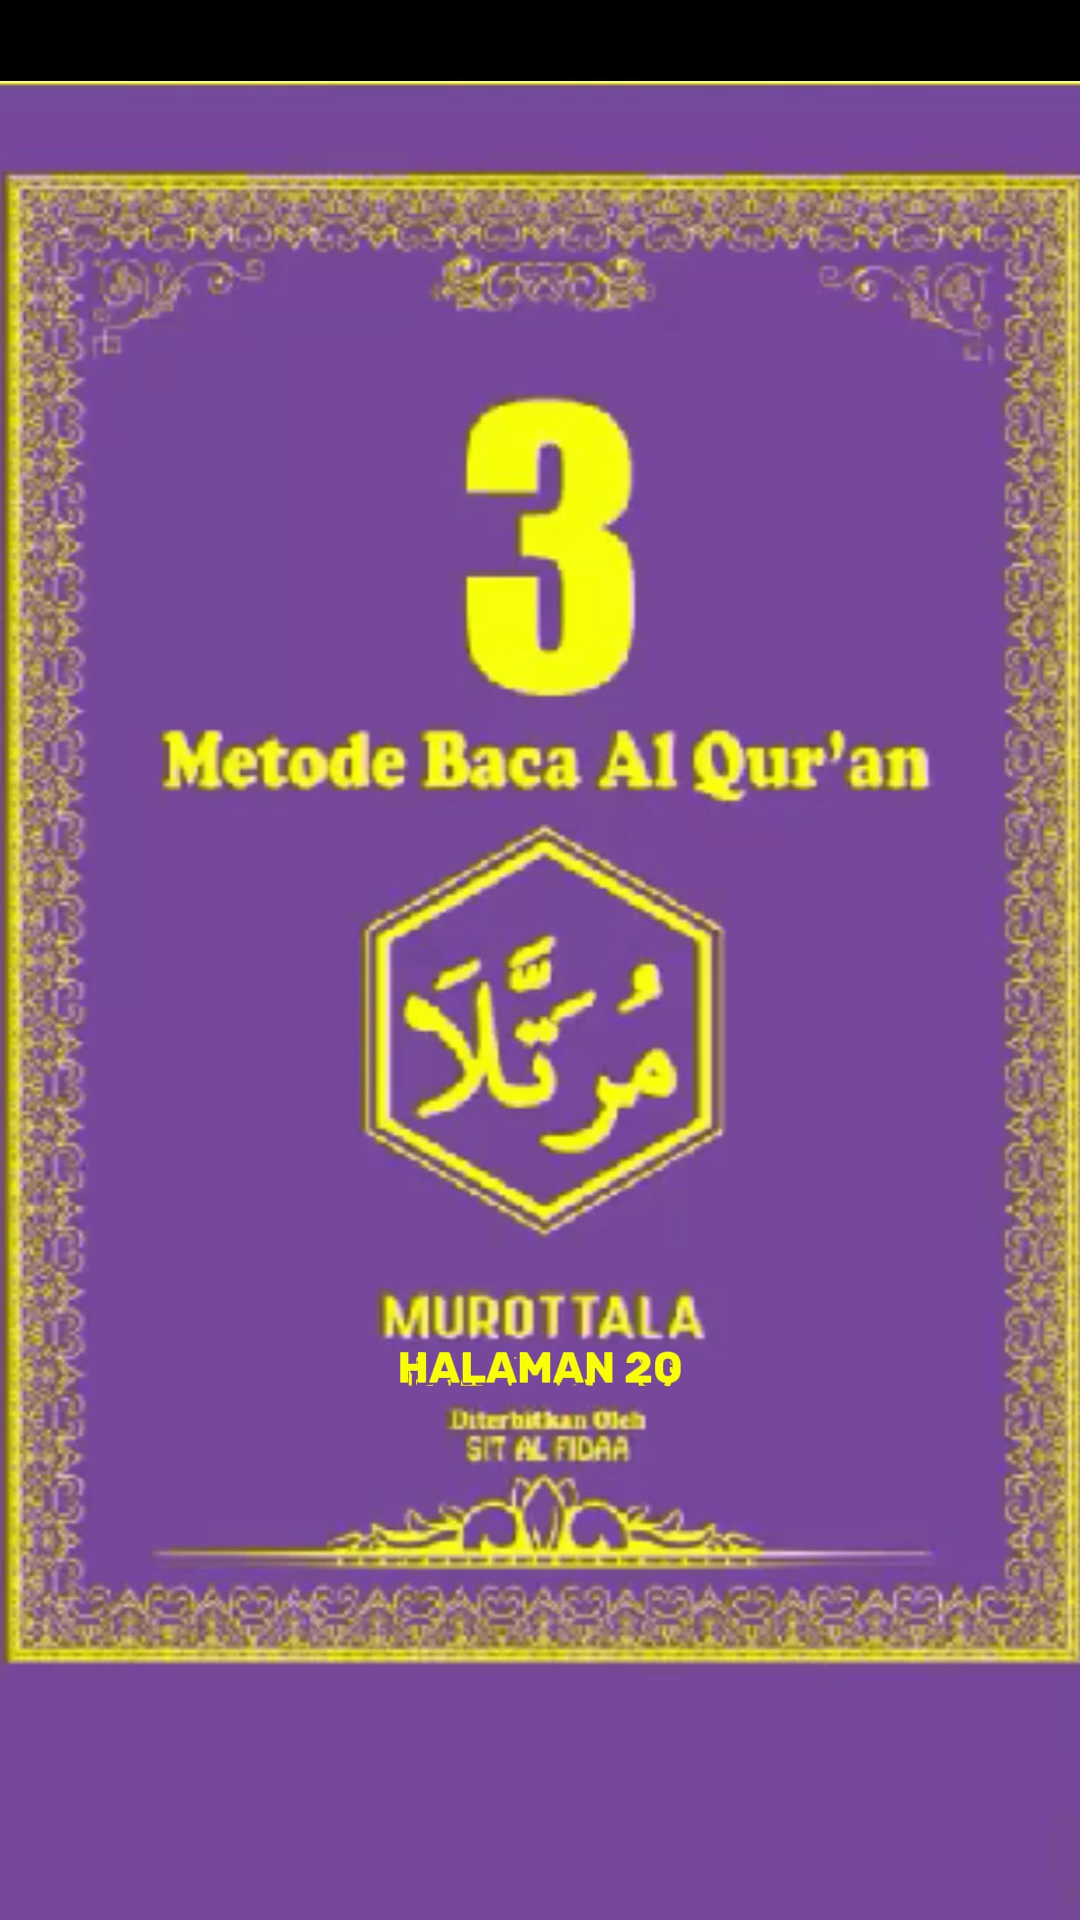 3
Metode Baca Al Qur'an
مُرَتَّلَا
MUROTTALA
HALAMAN 20
Diterbitkan Oleh
SIT AL FIDAA